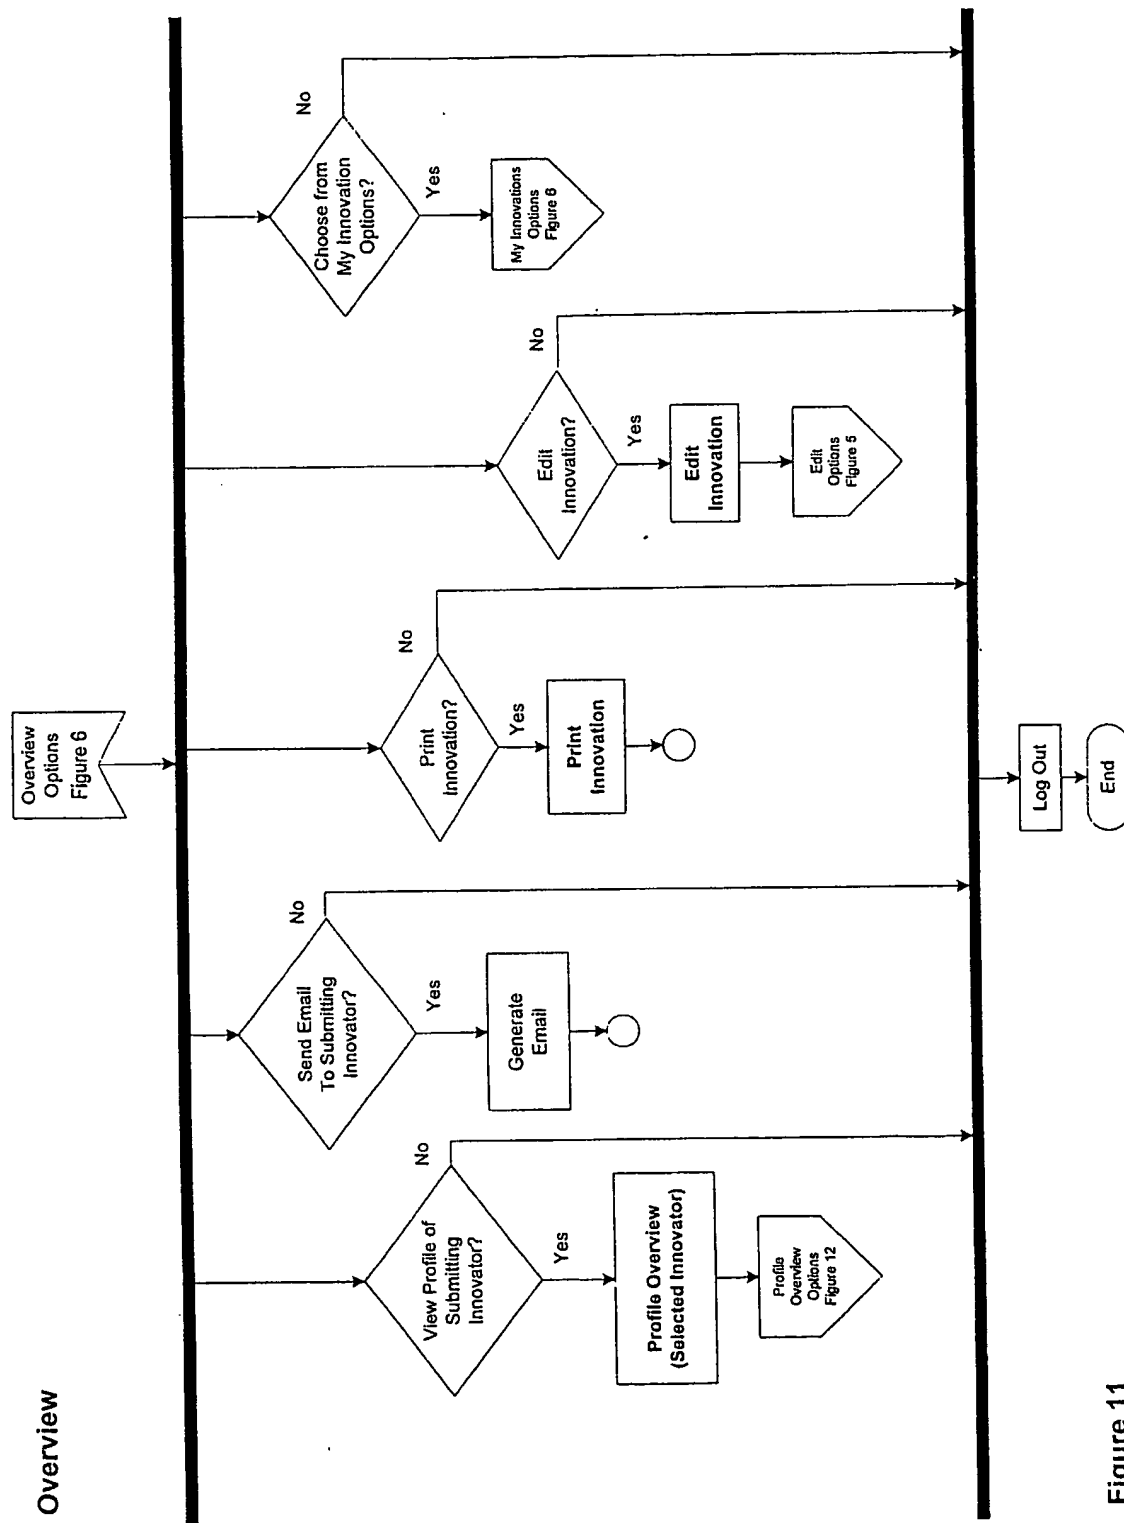 Overview
Overview
Options
Figure 6
View Profile of
Submitting
Innovator?
No
Yes
Profile Overview
(Selected Innovator)
Profile
Overview
Options
Figure 12
Send Email
To Submitting
Innovator?
No
Yes
Generate
Email
Print
Innovation?
No
Yes
Print
Innovation
Edit
Innovation?
No
Yes
Edit
Innovation
Edit
Options
Figure 5
Choose from
My Innovation
Options?
No
Yes
My Innovations
Options
Figure 6
Log Out
End
Figure 11